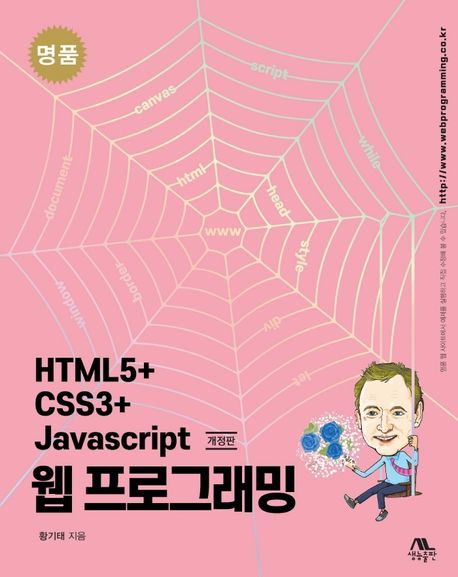 명품
script
canvas
while
document
html
head
www
style
border
window
div
let
http://www.webprogramming.co.kr
HTML5+
CSS3+
Javascript 개정판
웹 프로그래밍
황기태 지음
생능출판